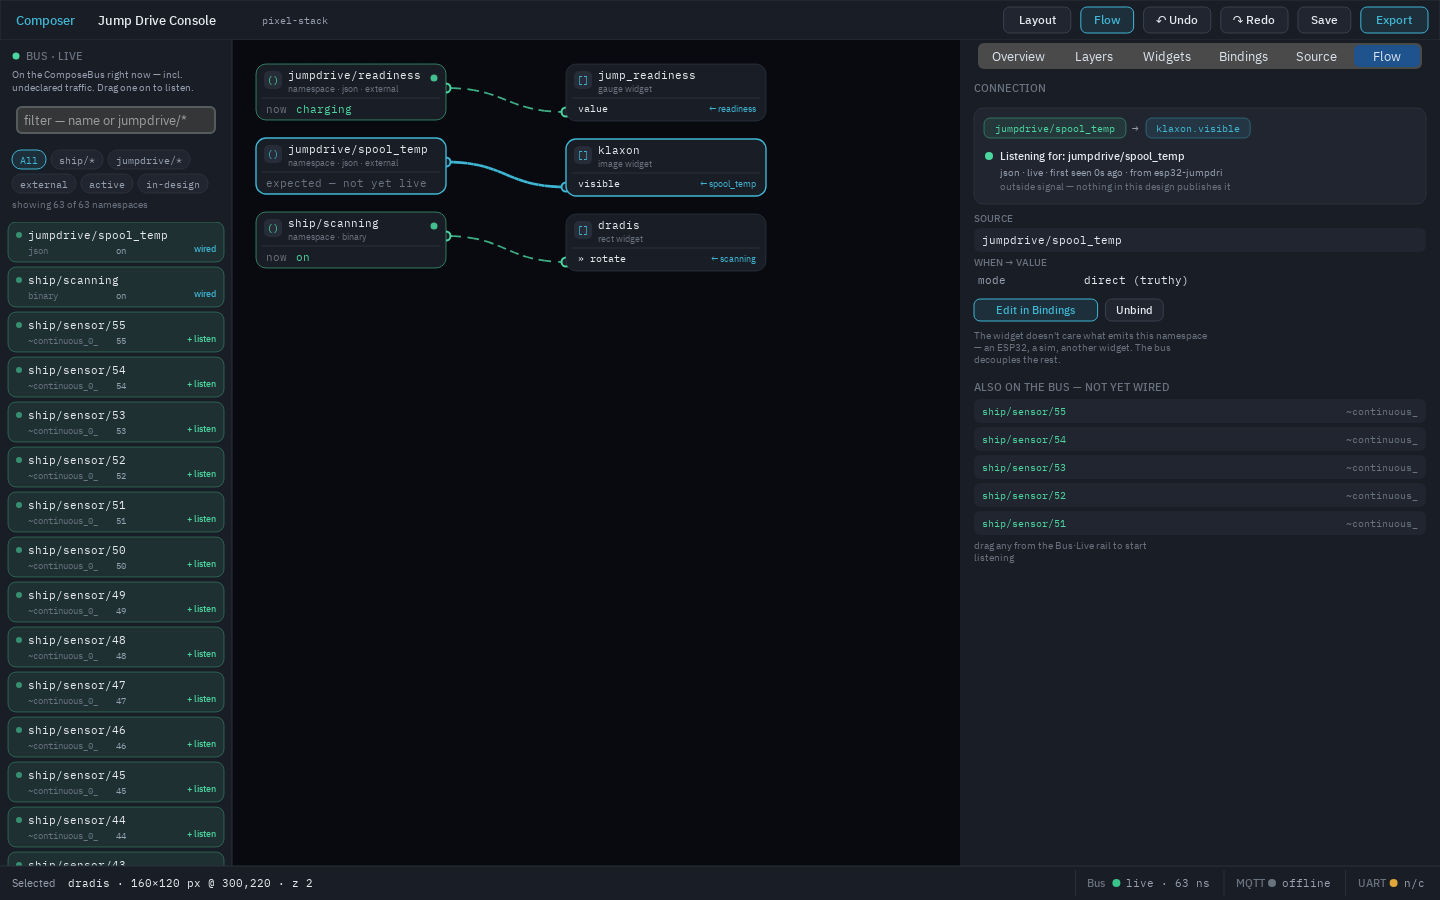 Composer Jump Drive Console pixel-stack Layout Flow ↶ Undo ↷ Redo Save Export
BUS · LIVE
On the ComposeBus right now — incl.
undeclared traffic. Drag one on to listen.
filter — name or jumpdrive/*
All ship/* jumpdrive/*
external active in-design
showing 63 of 63 namespaces
jumpdrive/spool_temp
json on wired
ship/scanning
binary on wired
ship/sensor/55
~continuous_0_ 55 + listen
ship/sensor/54
~continuous_0_ 54 + listen
ship/sensor/53
~continuous_0_ 53 + listen
ship/sensor/52
~continuous_0_ 52 + listen
ship/sensor/51
~continuous_0_ 51 + listen
ship/sensor/50
~continuous_0_ 50 + listen
ship/sensor/49
~continuous_0_ 49 + listen
ship/sensor/48
~continuous_0_ 48 + listen
ship/sensor/47
~continuous_0_ 47 + listen
ship/sensor/46
~continuous_0_ 46 + listen
ship/sensor/45
~continuous_0_ 45 + listen
ship/sensor/44
~continuous_0_ 44 + listen
ship/sensor/43
() jumpdrive/readiness
namespace · json · external
now charging
[] jump_readiness
gauge widget
value ← readiness
() jumpdrive/spool_temp
namespace · json · external
expected — not yet live
[] klaxon
image widget
visible ← spool_temp
() ship/scanning
namespace · binary
now on
[] dradis
rect widget
» rotate ← scanning
Overview Layers Widgets Bindings Source Flow
CONNECTION
jumpdrive/spool_temp → klaxon.visible
Listening for: jumpdrive/spool_temp
json · live · first seen 0s ago · from esp32-jumpdri
outside signal — nothing in this design publishes it
SOURCE
jumpdrive/spool_temp
WHEN → VALUE
mode direct (truthy)
Edit in Bindings Unbind
The widget doesn't care what emits this namespace
— an ESP32, a sim, another widget. The bus
decouples the rest.
ALSO ON THE BUS — NOT YET WIRED
ship/sensor/55 ~continuous_
ship/sensor/54 ~continuous_
ship/sensor/53 ~continuous_
ship/sensor/52 ~continuous_
ship/sensor/51 ~continuous_
drag any from the Bus·Live rail to start
listening
Selected dradis · 160×120 px @ 300,220 · z 2 Bus live · 63 ns MQTT offline UART n/c